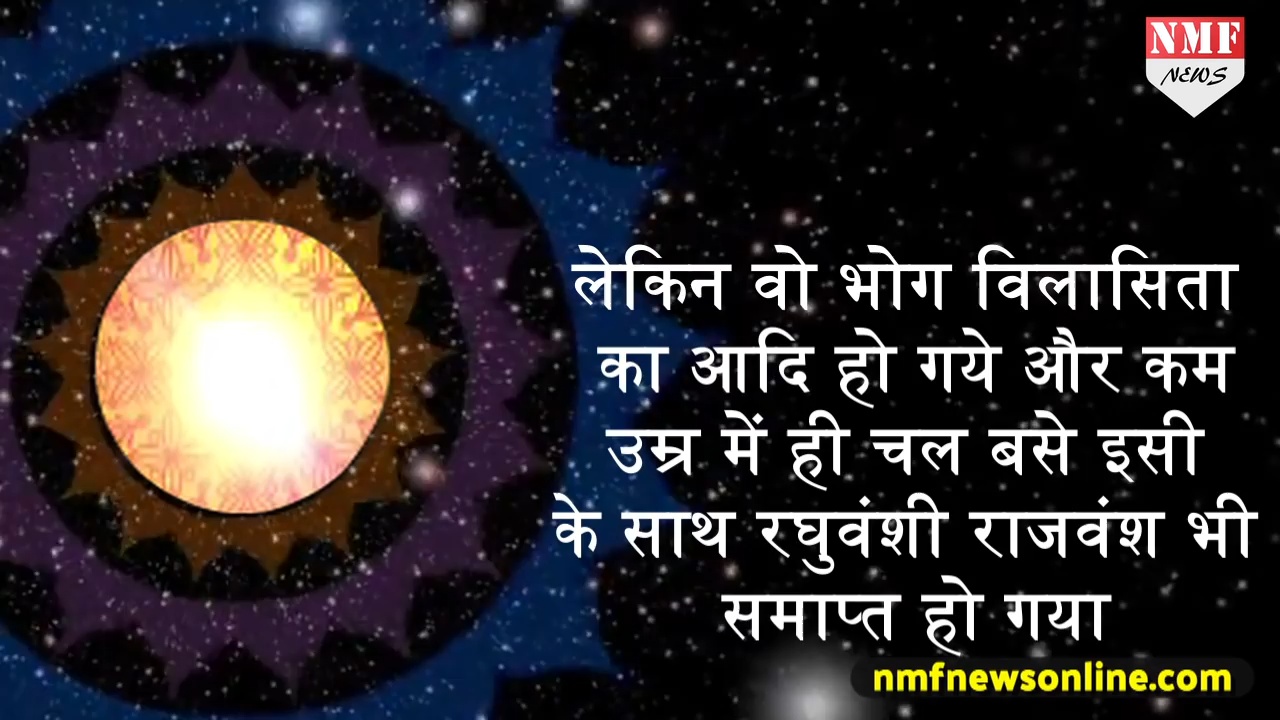 NMF
NEWS
लेकिन वो भोग विलासिता
का आदि हो गये और कम
उम्र में ही चल बसे इसी
के साथ रघुवंशी राजवंश भी
समाप्त हो गया
nmfnewsonline.com